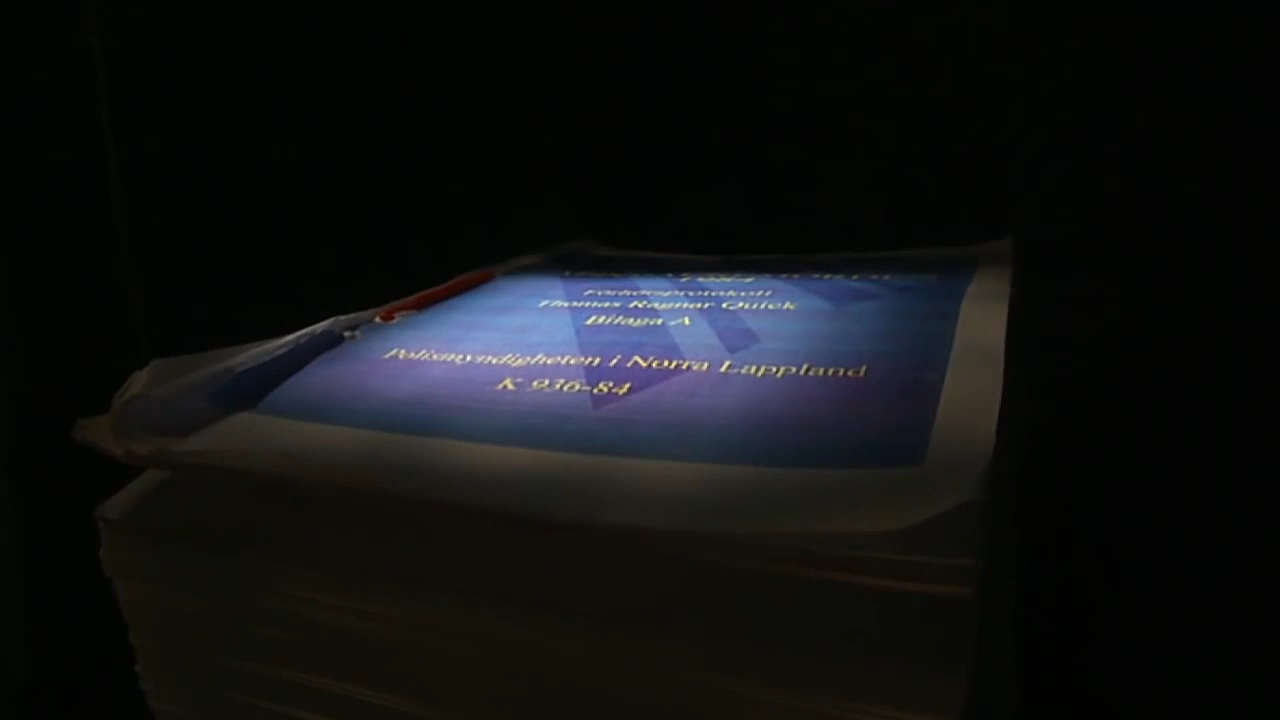 Förhörsprotokoll
Thomas Ragnar Quick
Bilaga A
Polismyndigheten i Norra Lappland
K 936-84